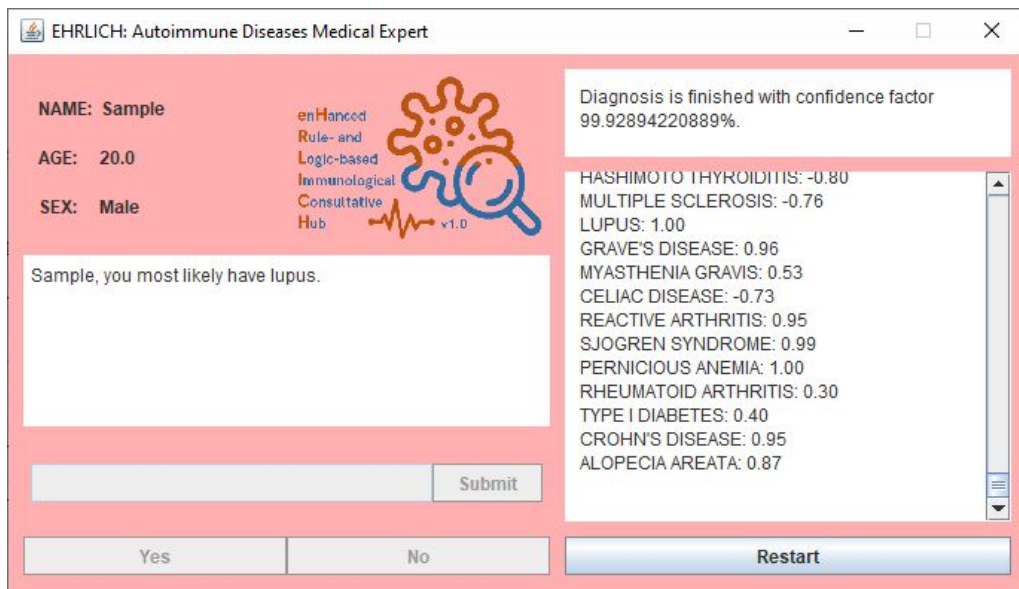 EHRLICH: Autoimmune Diseases Medical Expert
NAME: Sample
AGE: 20.0
SEX: Male
enHanced
Rule- and
Logic-based
Immunological
Consultative
Hub
v1.0
Sample, you most likely have lupus.
Submit
Yes
No
Diagnosis is finished with confidence factor
99.92894220889%.
HASHIMOTO THYROIDITIS: -0.80
MULTIPLE SCLEROSIS: -0.76
LUPUS: 1.00
GRAVE'S DISEASE: 0.96
MYASTHENIA GRAVIS: 0.53
CELIAC DISEASE: -0.73
REACTIVE ARTHRITIS: 0.95
SJOGREN SYNDROME: 0.99
PERNICIOUS ANEMIA: 1.00
RHEUMATOID ARTHRITIS: 0.30
TYPE I DIABETES: 0.40
CROHN'S DISEASE: 0.95
ALOPECIA AREATA: 0.87
Restart